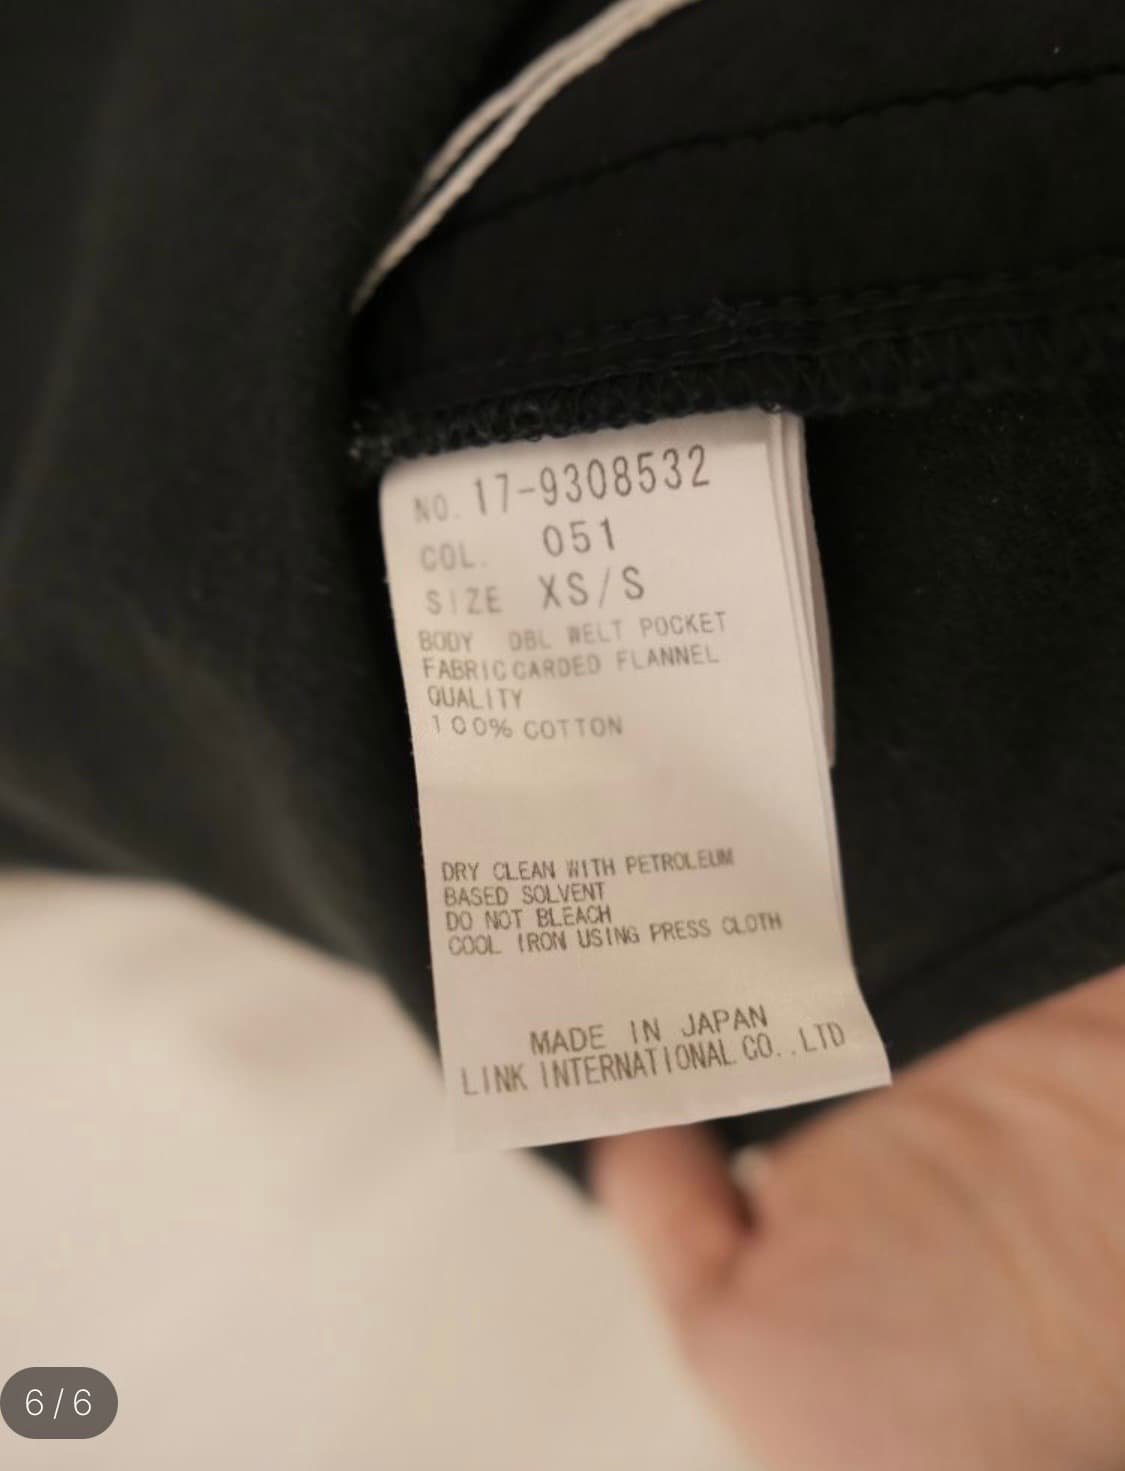 NO. 17-9308532
COL. 051
SIZE XS/S
BODY DBL WELT POCKET
FABRIC CARDED FLANNEL
QUALITY
100% COTTON
DRY CLEAN WITH PETROLEUM
BASED SOLVENT
DO NOT BLEACH
COOL IRON USING PRESS CLOTH
MADE IN JAPAN
LINK INTERNATIONAL CO.,LTD
6/6